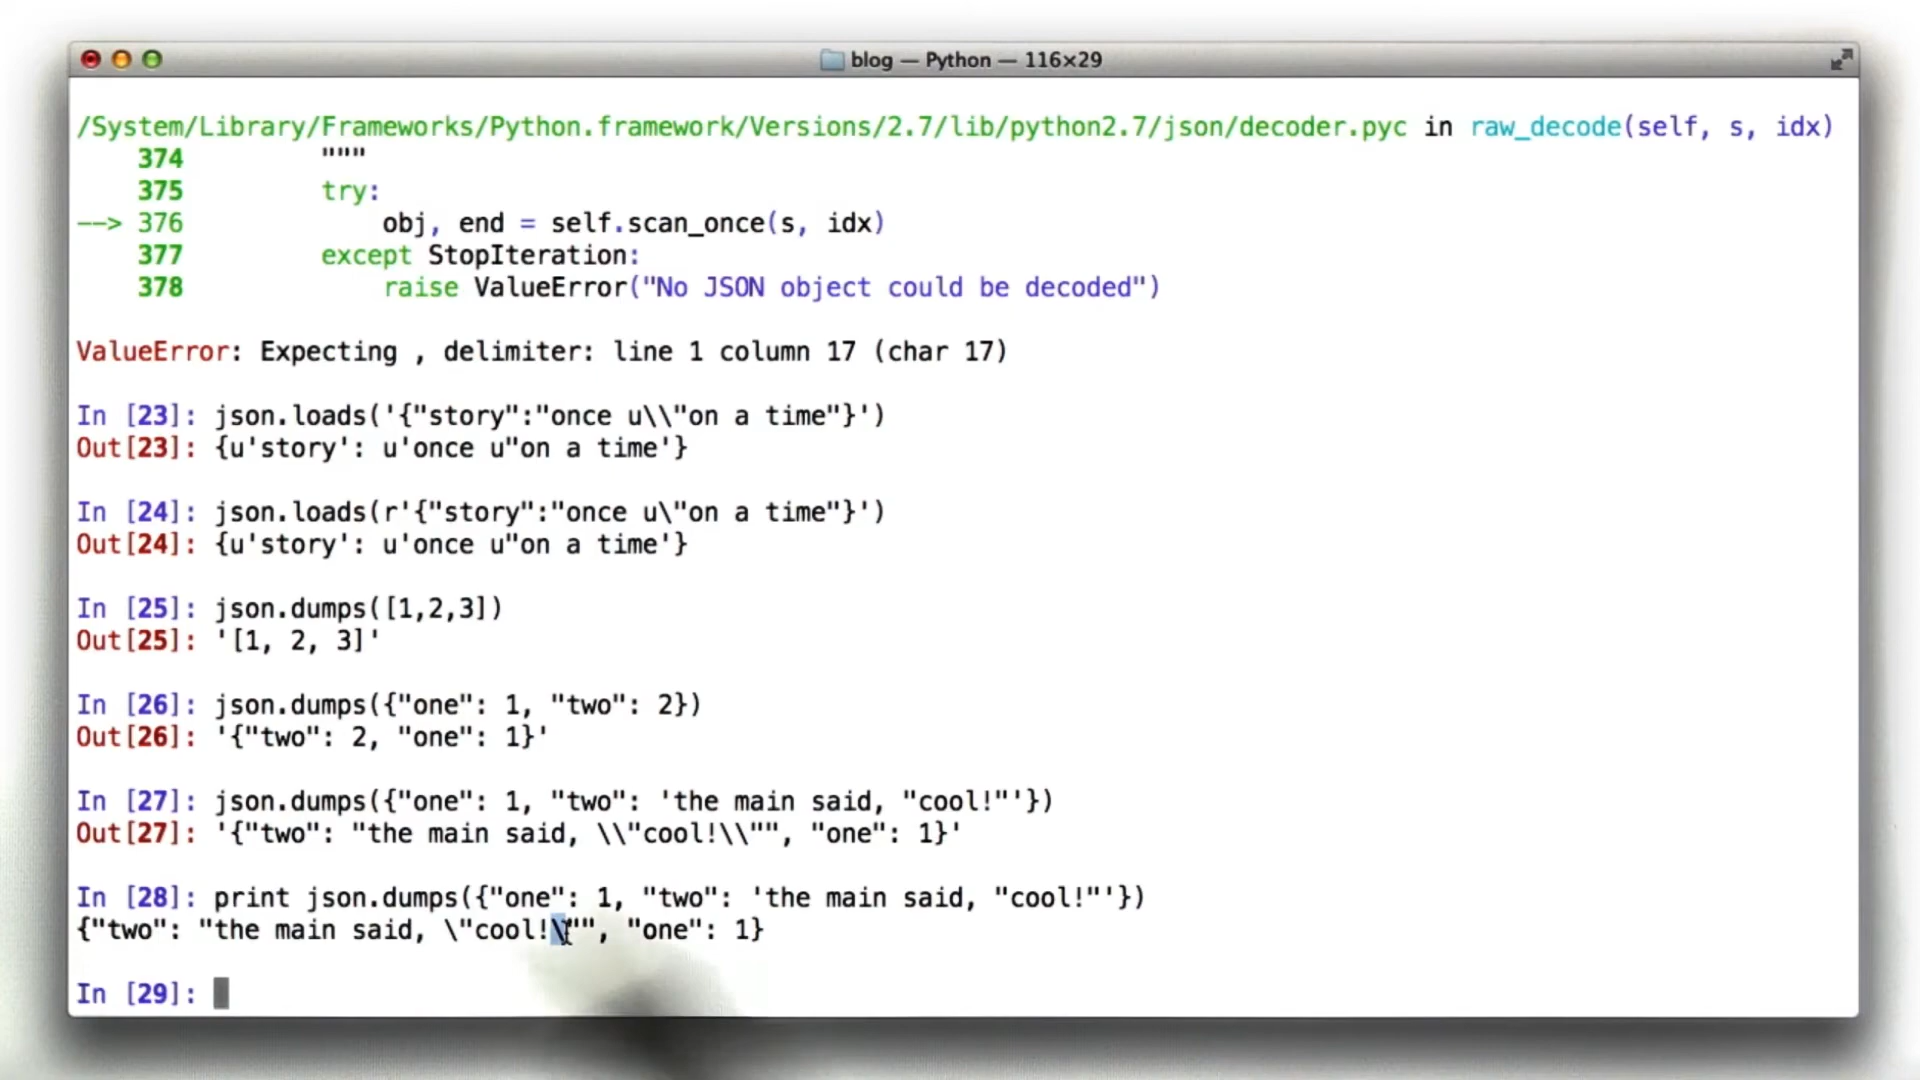 blog — Python — 116×29
/System/Library/Frameworks/Python.framework/Versions/2.7/lib/python2.7/json/decoder.pyc in raw_decode(self, s, idx)
374 """
375 try:
--> 376 obj, end = self.scan_once(s, idx)
377 except StopIteration:
378 raise ValueError("No JSON object could be decoded")
ValueError: Expecting , delimiter: line 1 column 17 (char 17)
In [23]: json.loads('{"story":"once u\\"on a time"}')
Out[23]: {u'story': u'once u"on a time'}
In [24]: json.loads(r'{"story":"once u\"on a time"}')
Out[24]: {u'story': u'once u"on a time'}
In [25]: json.dumps([1,2,3])
Out[25]: '[1, 2, 3]'
In [26]: json.dumps({"one": 1, "two": 2})
Out[26]: '{"two": 2, "one": 1}'
In [27]: json.dumps({"one": 1, "two": 'the main said, "cool!"'})
Out[27]: '{"two": "the main said, \\"cool!\\"", "one": 1}'
In [28]: print json.dumps({"one": 1, "two": 'the main said, "cool!"'})
{"two": "the main said, \"cool!\"", "one": 1}
In [29]: